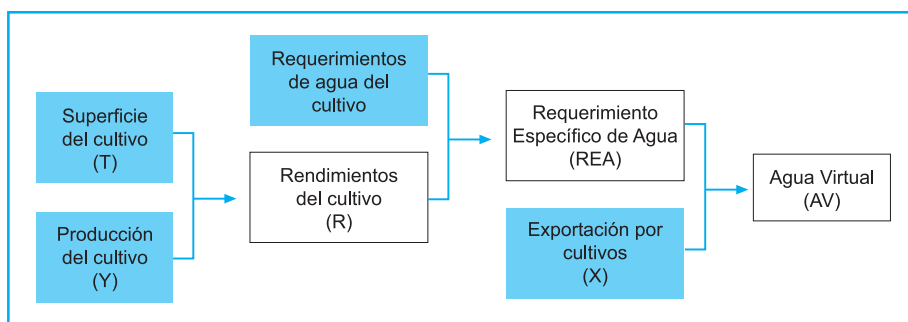 Superficie
del cultivo
(T)
Producción
del cultivo
(Y)
Requerimientos
de agua del
cultivo
Rendimientos
del cultivo
(R)
Requerimiento
Específico de Agua
(REA)
Exportación por
cultivos
(X)
Agua Virtual
(AV)